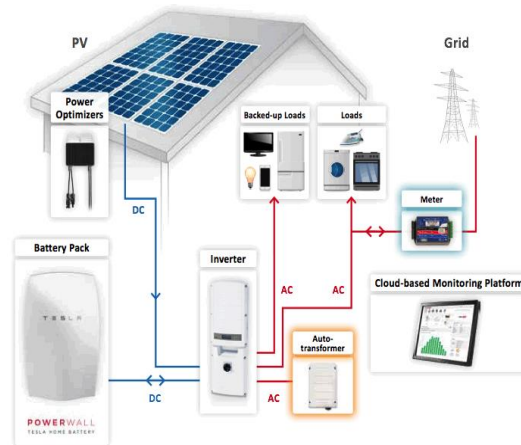 PV
Grid
Power
Optimizers
Backed-up Loads
Loads
DC
Meter
Battery Pack
Inverter
AC
AC
Cloud-based Monitoring Platform
TESLA
Auto-
transformer
DC
AC
POWERWALL
TESLA HOME BATTERY